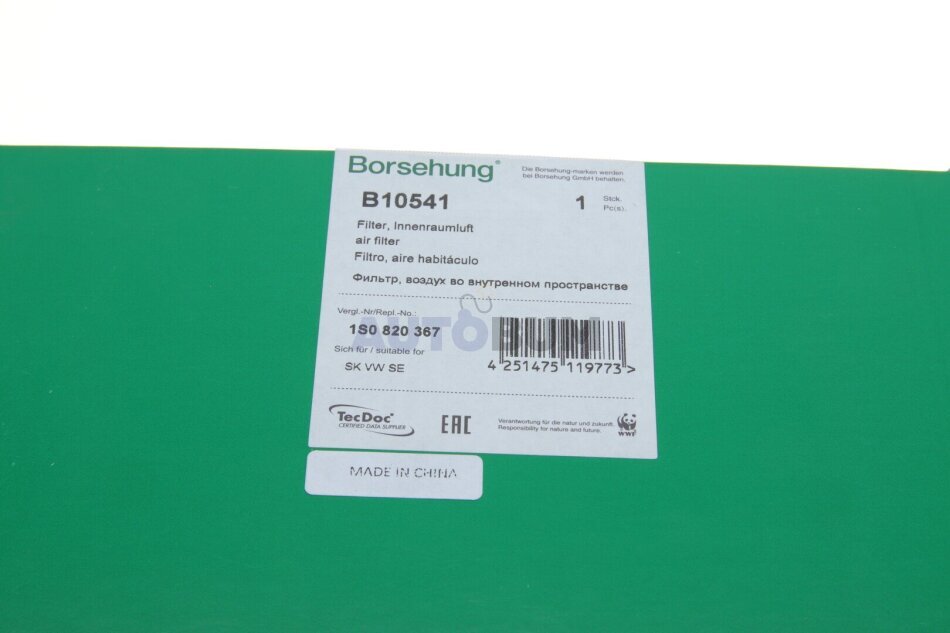 Borsehung®
Die Borsehung-marken werden
bei Borsehung GmbH behalten.
B10541
1 Stck.
Pc(s).
Filter, Innenraumluft
air filter
Filtro, aire habitáculo
Фильтр, воздух во внутренном пространстве
Vergl.-Nr/Repl.-No.:
1S0 820 367
AUTOBUM
Sich für / suitable for
SK VW SE
4 251475 119773 >
TecDoc®
CERTIFIED DATA SUPPLIER
EAC
Verantwortung für die natur und zukunft.
Responsibility for nature and future.
WWF
MADE IN CHINA